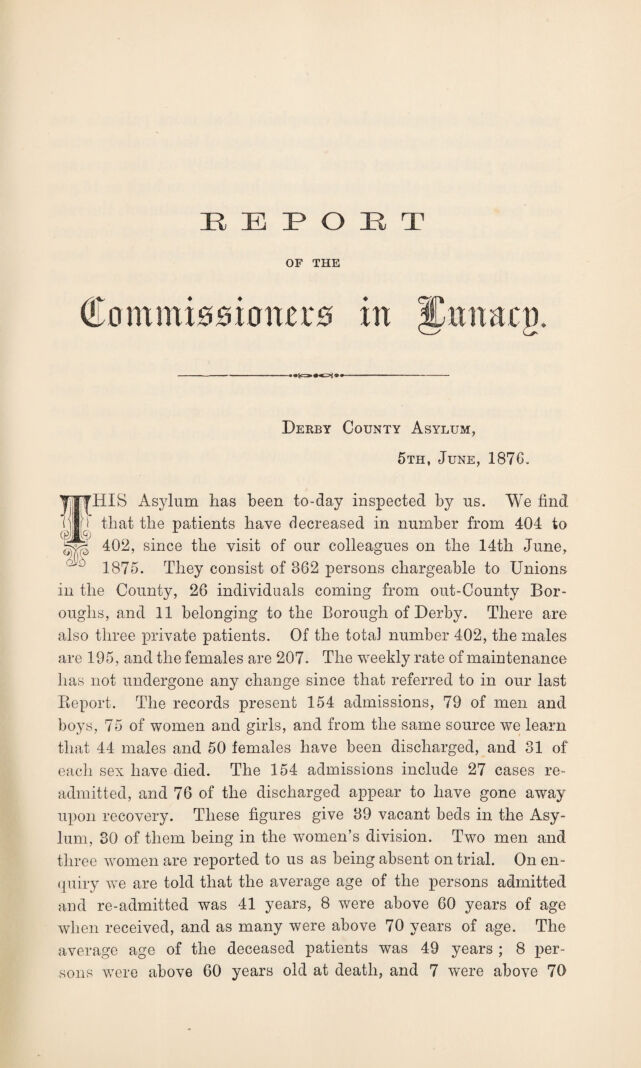 REPORT
OF THE
Commissioners in Lunacy.
DERBY COUNTY ASYLUM,
5TH, JUNE, 1876.
THIS Asylum has been to-day inspected by us. We find
that the patients have decreased in number from 404 to
402, since the visit of our colleagues on the 14th June,
1875. They consist of 362 persons chargeable to Unions
in the County, 26 individuals coming from out-County Bor-
oughs, and 11 belonging to the Borough of Derby. There are
also three private patients. Of the total number 402, the males
are 195, and the females are 207. The weekly rate of maintenance
has not undergone any change since that referred to in our last
Report. The records present 154 admissions, 79 of men and
boys, 75 of women and girls, and from the same source we learn
that 44 males and 50 females have been discharged, and 31 of
each sex have died. The 154 admissions include 27 cases re-
admitted, and 76 of the discharged appear to have gone away
upon recovery. These figures give 39 vacant beds in the Asy-
lum, 30 of them being in the women's division. Two men and
three women are reported to us as being absent on trial. On en-
quiry we are told that the average age of the persons admitted
and re-admitted was 41 years, 8 were above 60 years of age
when received, and as many were above 70 years of age. The
average age of the deceased patients was 49 years ; 8 per-
sons were above 60 years old at death, and 7 were above 70